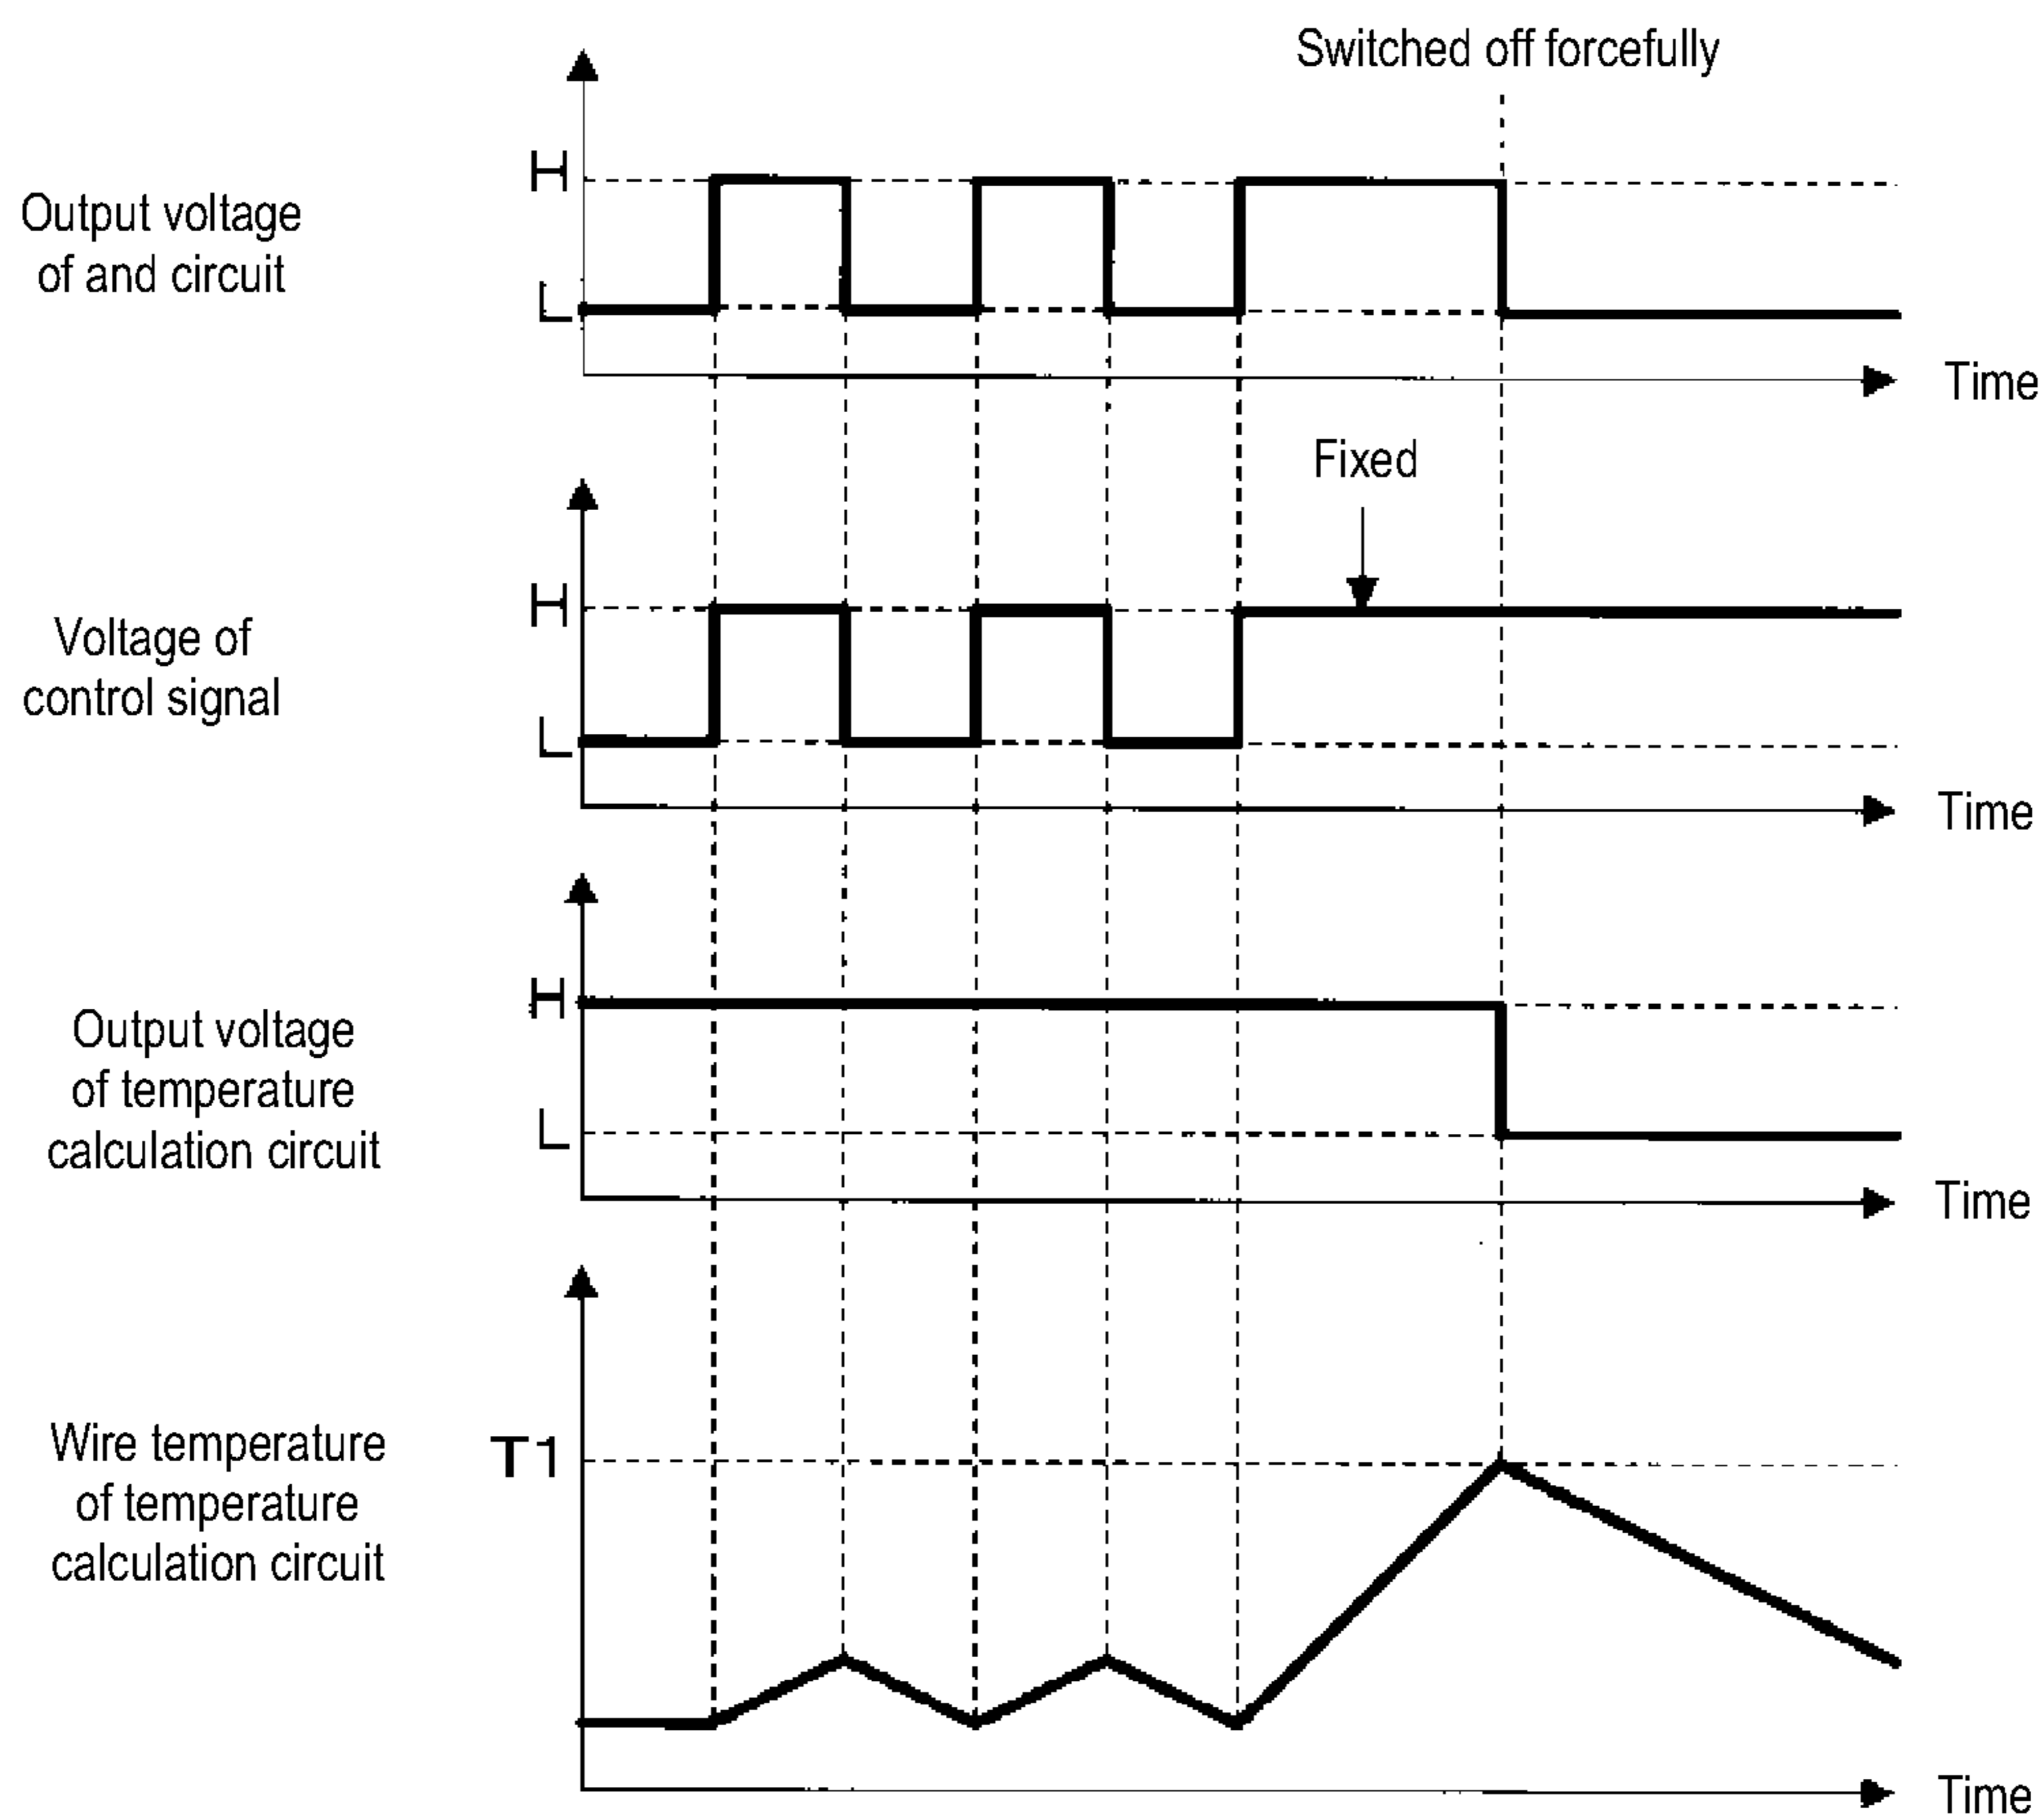 Switched off forcefully
H
Output voltage
of and circuit
L
Time
Fixed
H
Voltage of
control signal
L
Time
H
Output voltage
of temperature
calculation circuit
L
Time
T1
Wire temperature
of temperature
calculation circuit
Time